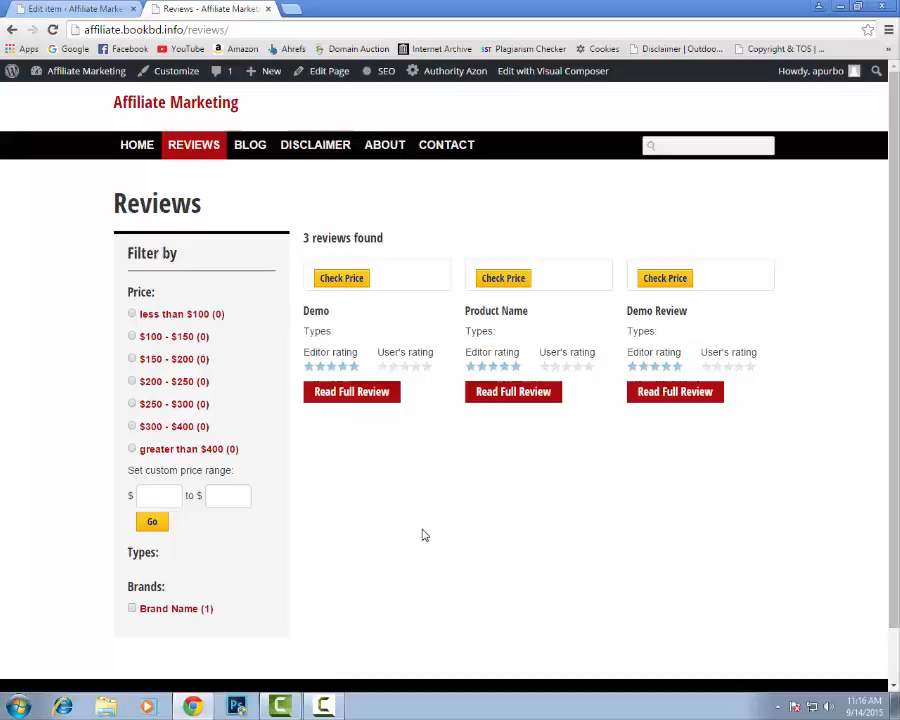 Edit item ‹ Affiliate Marke
Reviews - Affiliate Market
affiliate.bookbd.info/reviews/
Apps Google Facebook YouTube Amazon Ahrefs Domain Auction Internet Archive Plagiarism Checker Cookies Disclaimer | Outdoo... Copyright & TOS | ... »
Affiliate Marketing Customize 1 + New Edit Page SEO Authority Azon Edit with Visual Composer Howdy, apurbo
Affiliate Marketing
HOME REVIEWS BLOG DISCLAIMER ABOUT CONTACT
Reviews
Filter by
Price:
less than $100 (0)
$100 - $150 (0)
$150 - $200 (0)
$200 - $250 (0)
$250 - $300 (0)
$300 - $400 (0)
greater than $400 (0)
Set custom price range:
$ to $
Go
Types:
Brands:
Brand Name (1)
3 reviews found
Check Price Check Price Check Price
Demo Product Name Demo Review
Types: Types: Types:
Editor rating User's rating Editor rating User's rating Editor rating User's rating
Read Full Review Read Full Review Read Full Review
11:16 AM
9/14/2015